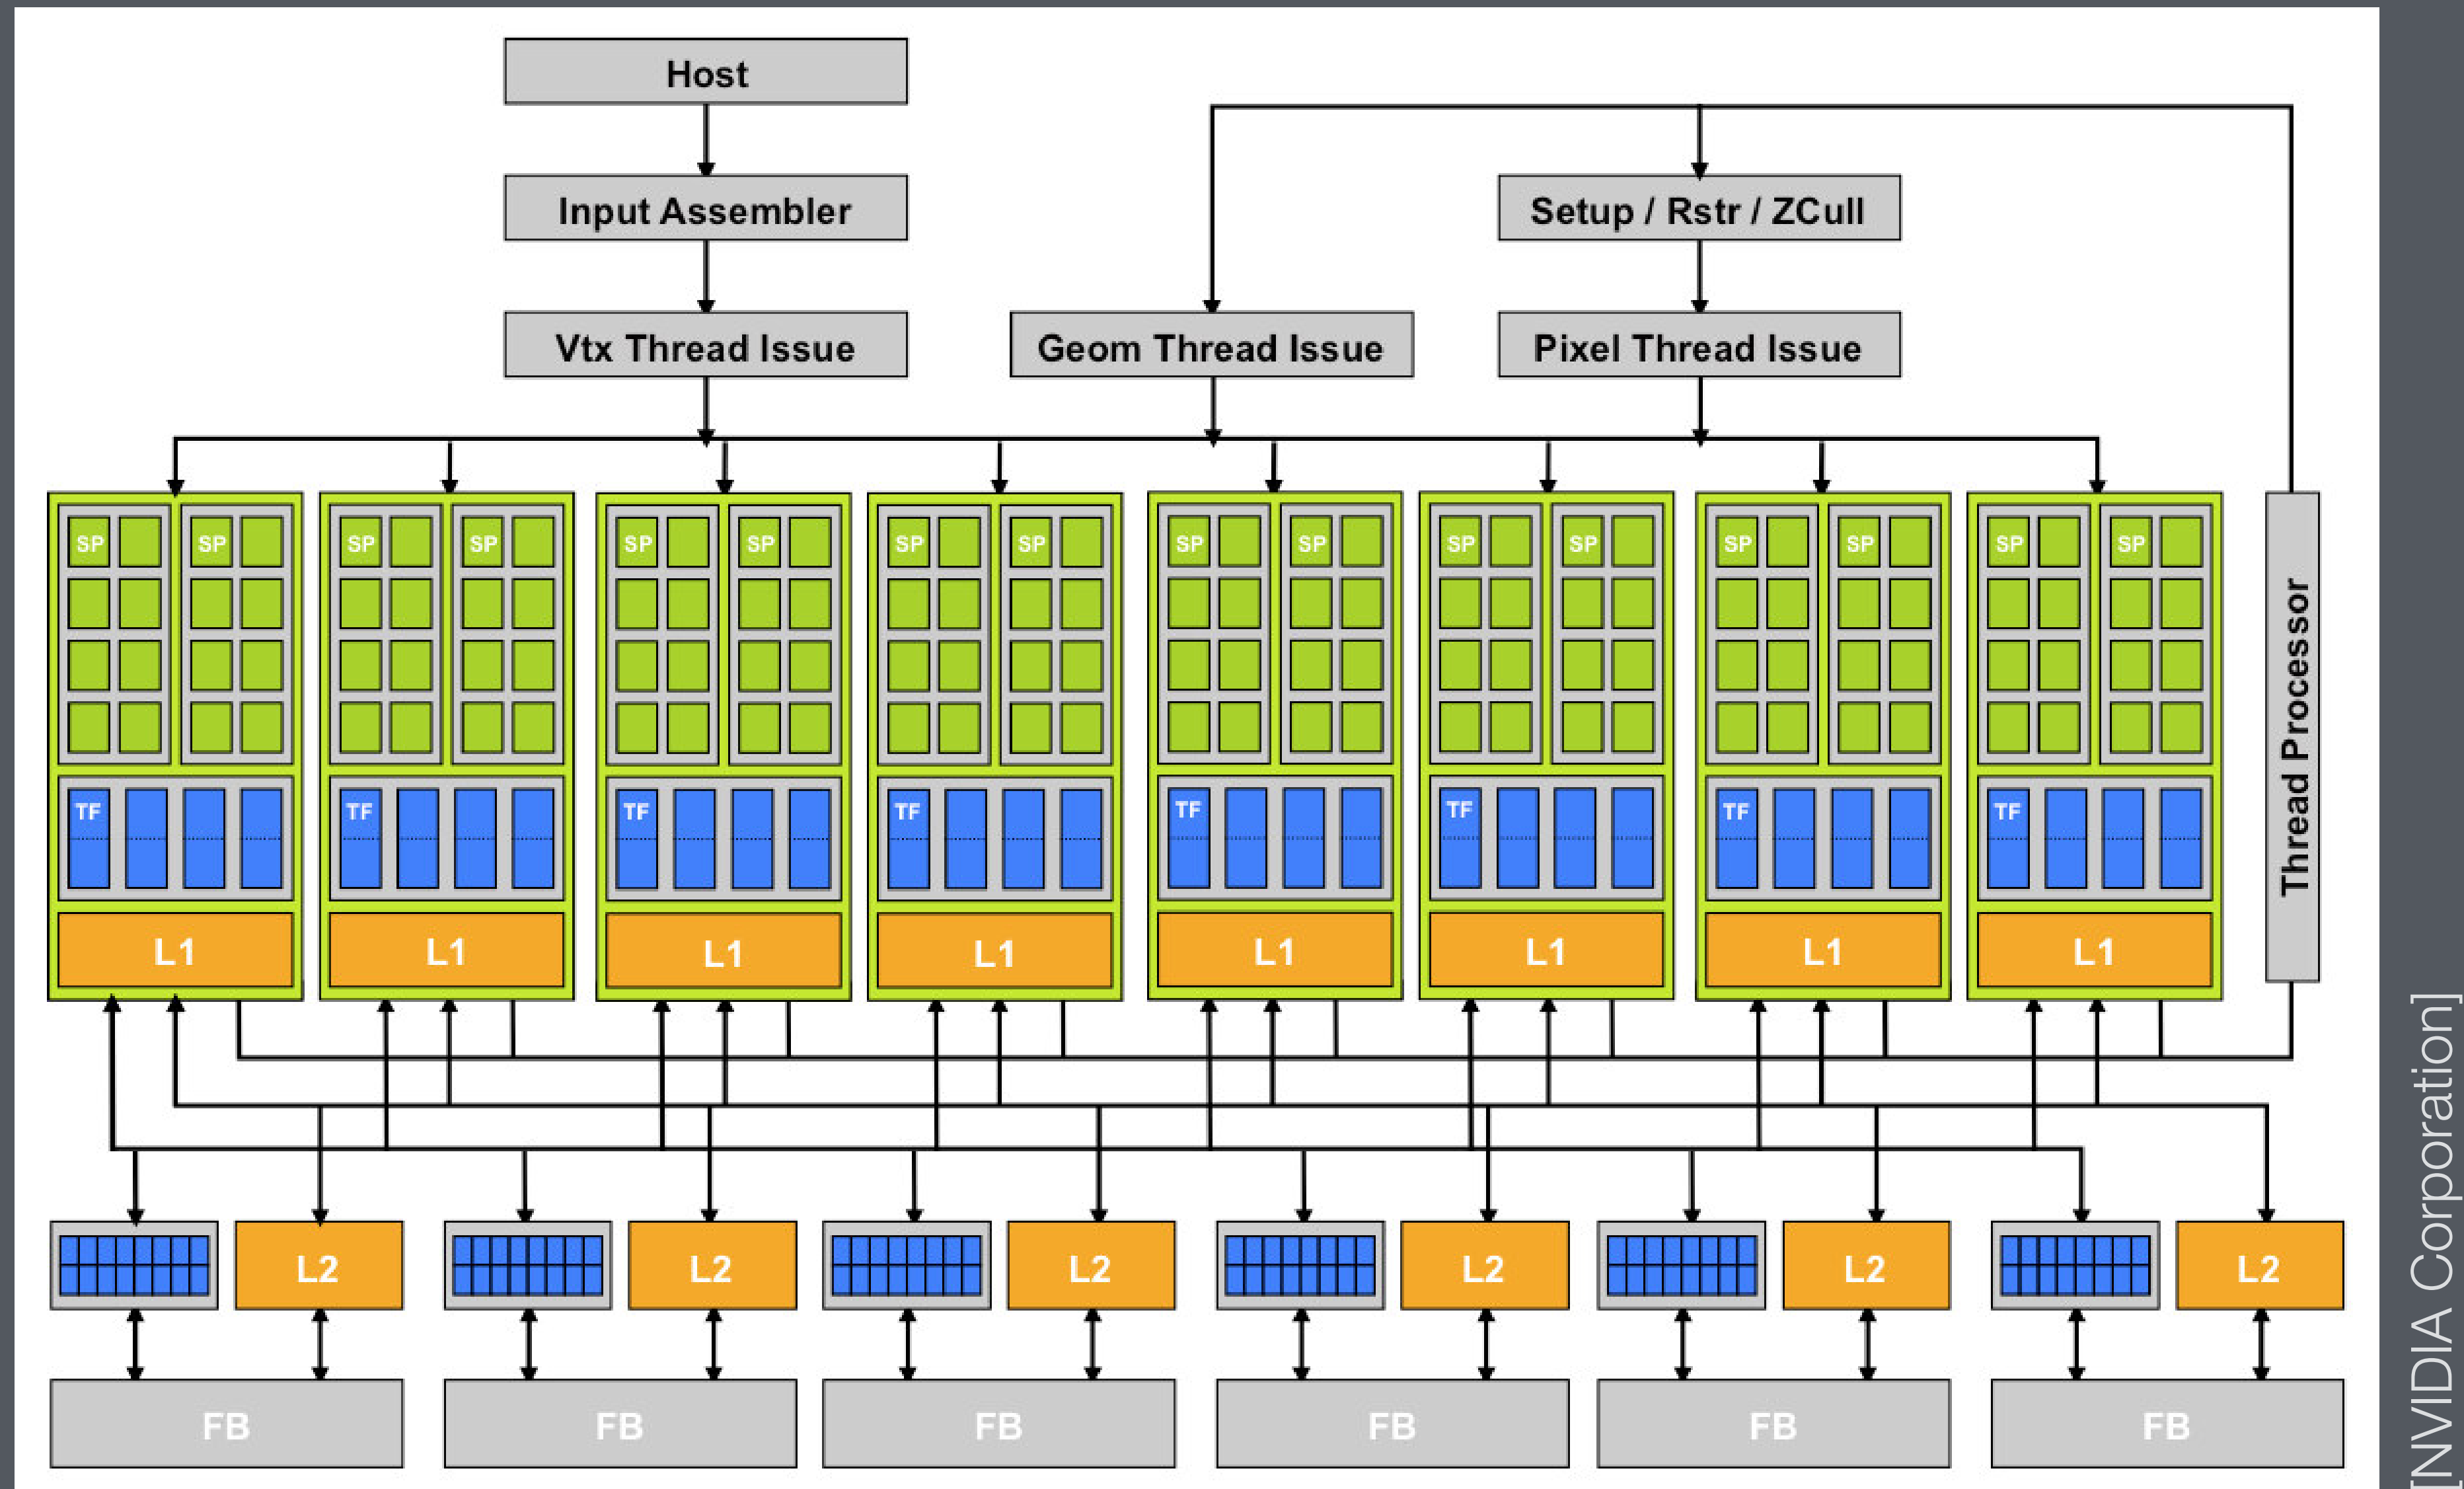 Host
Input Assembler
Setup / Rstr / ZCull
Vtx Thread Issue
Geom Thread Issue
Pixel Thread Issue
SP SP SP SP SP SP SP SP SP SP SP SP SP SP SP SP
TF TF TF TF TF TF TF TF
L1 L1 L1 L1 L1 L1 L1 L1
Thread Processor
L2 L2 L2 L2 L2 L2
FB FB FB FB FB FB
[NVIDIA Corporation]